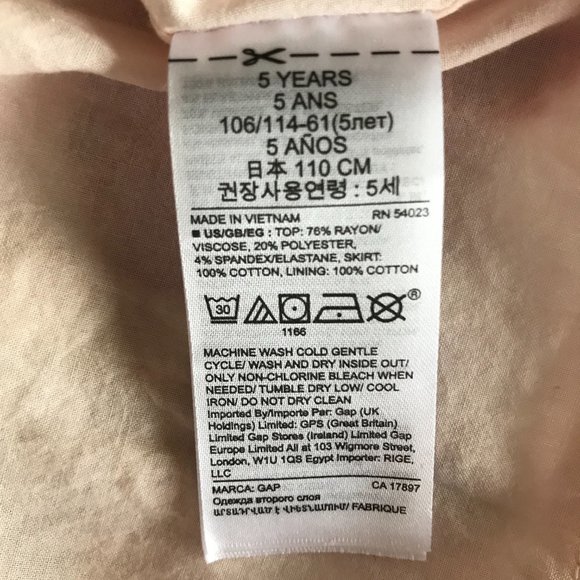 5 YEARS
5 ANS
106/114-61(5лет)
5 AÑOS
日本 110 CM
권장사용연령 : 5세
MADE IN VIETNAM RN 54023
■ US/GB/EG : TOP: 76% RAYON/
VISCOSE, 20% POLYESTER,
4% SPANDEX/ELASTANE, SKIRT:
100% COTTON, LINING: 100% COTTON
30
®
1166
MACHINE WASH COLD GENTLE
CYCLE/ WASH AND DRY INSIDE OUT/
ONLY NON-CHLORINE BLEACH WHEN
NEEDED/ TUMBLE DRY LOW/ COOL
IRON/ DO NOT DRY CLEAN
Imported By/Importe Par: Gap (UK
Holdings) Limited: GPS (Great Britain)
Limited Gap Stores (Ireland) Limited Gap
Europe Limited All at 103 Wigmore Street,
London, W1U 1QS Egypt Importer: RIGE,
LLC
MARCA: GAP CA 17897
Одежда второго слоя
ԱՐՏԱԴՐՎԱԾ Է ՎԻԵՏՆԱՄՈՒՄ/ FABRIQUE